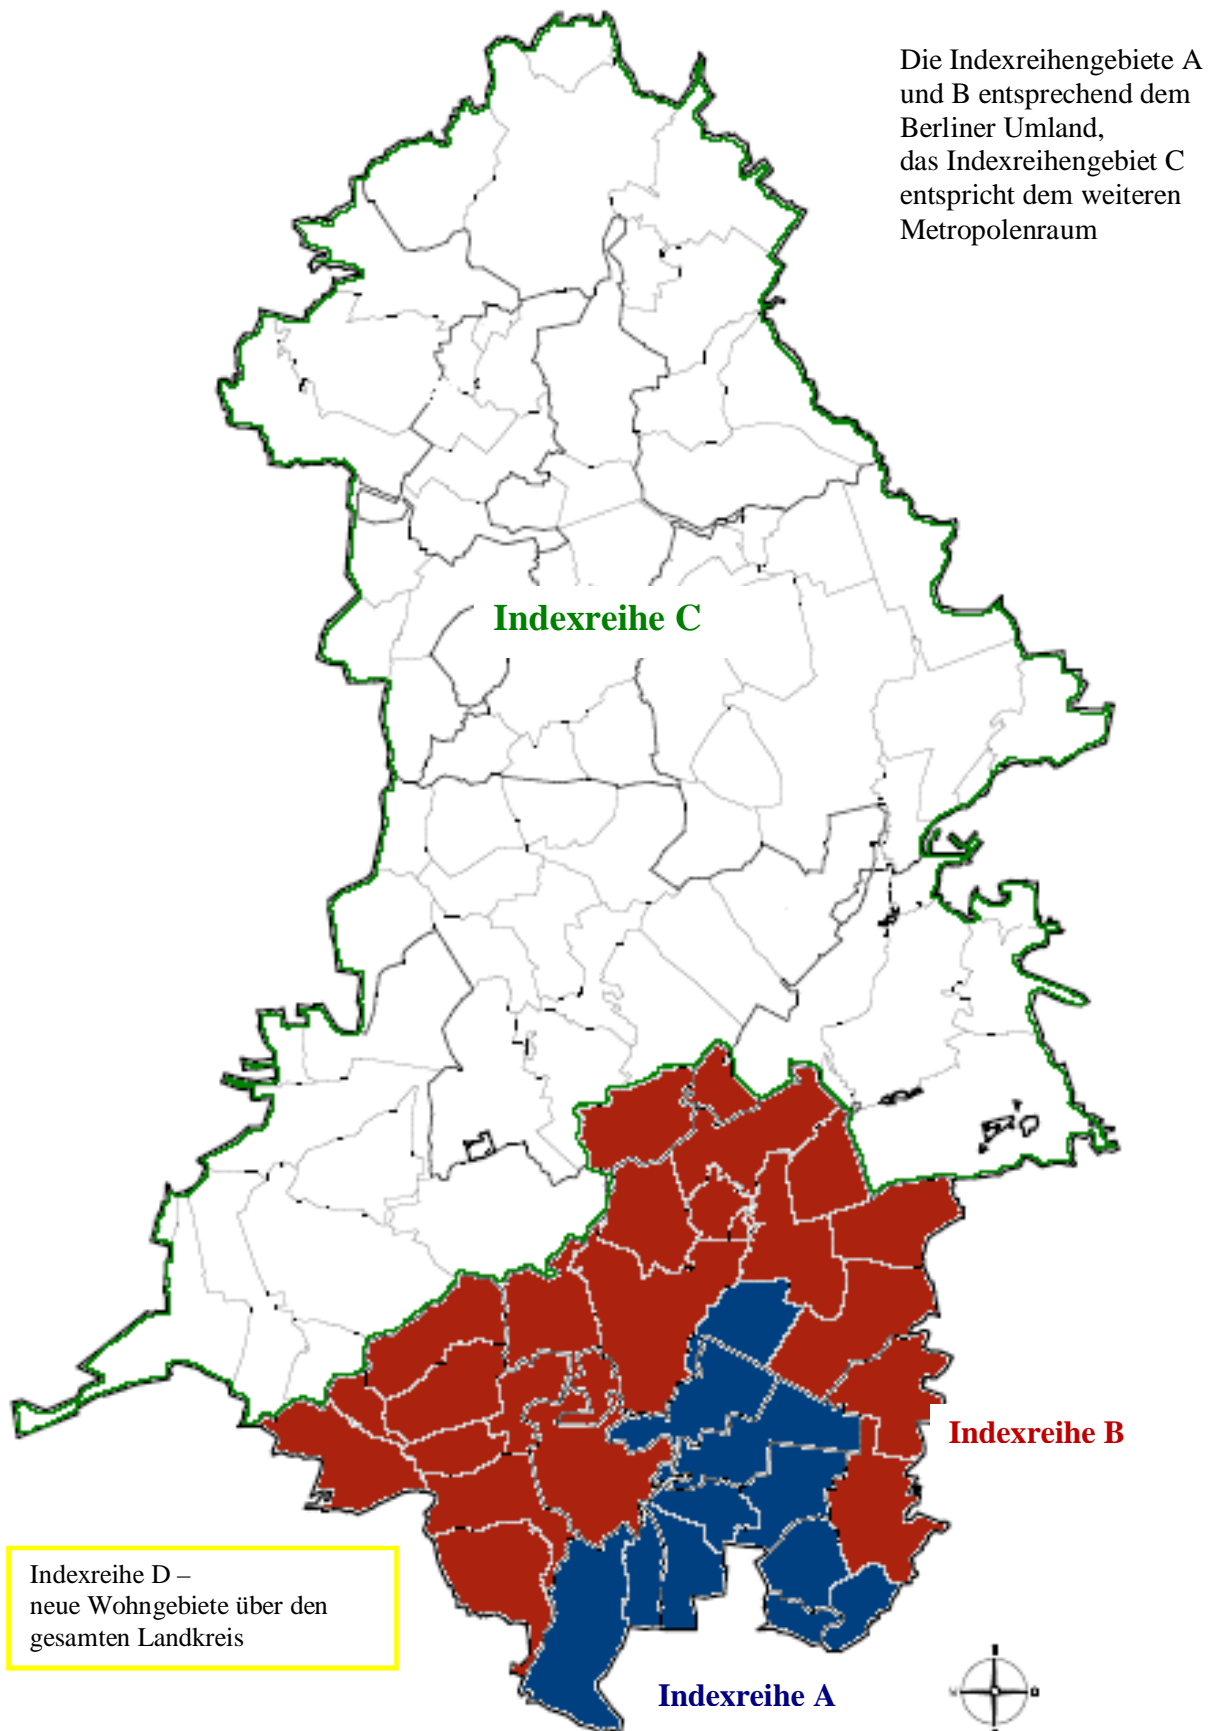 Die Indexreihengebiete A
und B entsprechend dem
Berliner Umland,
das Indexreihengebiet C
entspricht dem weiteren
Metropolenraum
Indexreihe C
Indexreihe B
Indexreihe D –
neue Wohngebiete über den
gesamten Landkreis
Indexreihe A